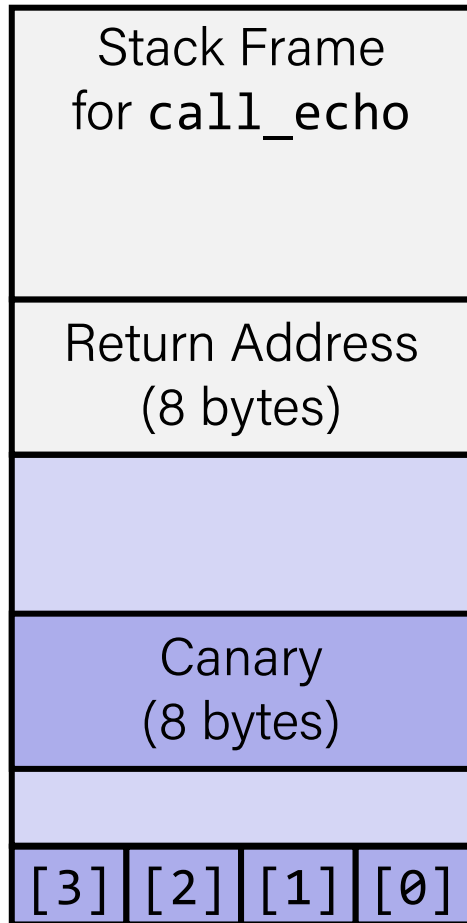 Stack Frame
for call_echo
Return Address
(8 bytes)
Canary
(8 bytes)
[3] [2] [1] [0]